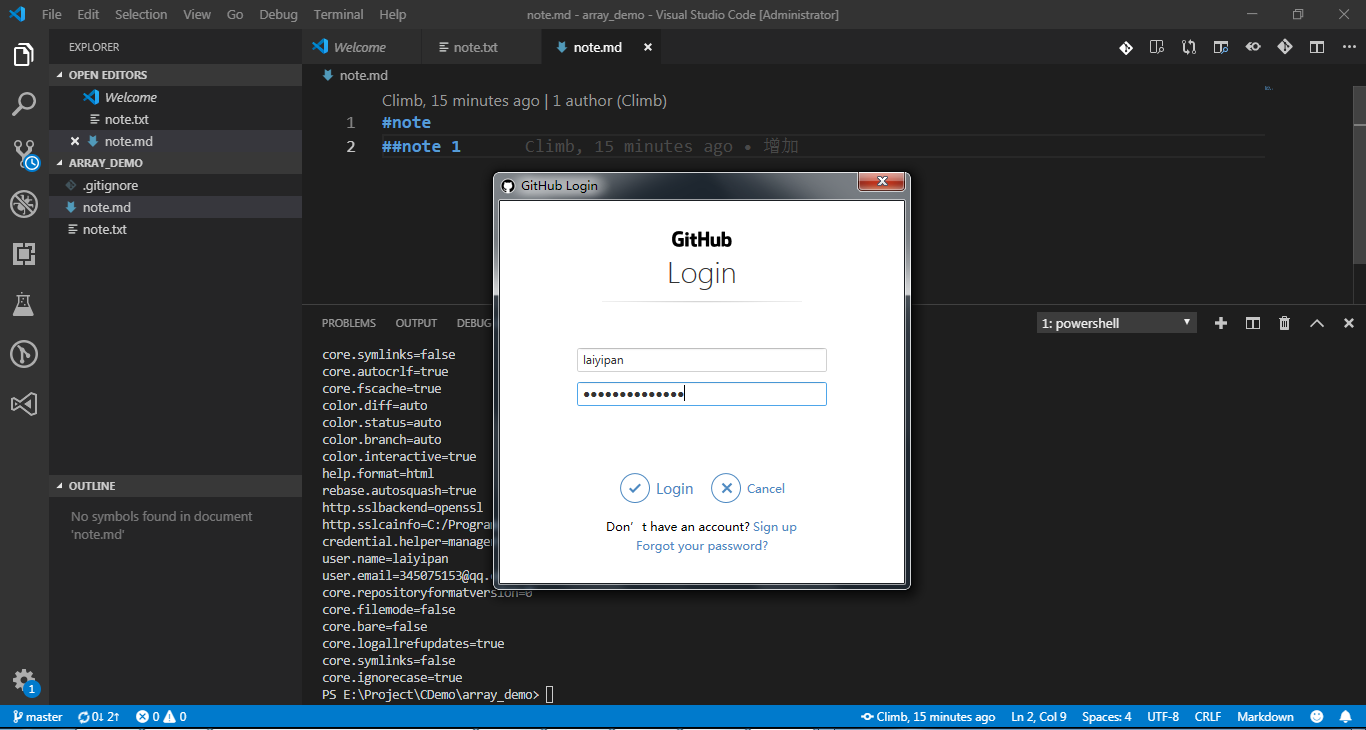 File Edit Selection View Go Debug Terminal Help note.md - array_demo - Visual Studio Code [Administrator]
EXPLORER
Welcome note.txt note.md
OPEN EDITORS
Welcome
note.txt
note.md
ARRAY_DEMO
.gitignore
note.md
note.txt
OUTLINE
No symbols found in document
'note.md'
note.md
Climb, 15 minutes ago | 1 author (Climb)
1 #note
2 ##note 1 Climb, 15 minutes ago • 增加
GitHub Login
GitHub
Login
laiyipan
••••••••••••••
Login Cancel
Don't have an account? Sign up
Forgot your password?
PROBLEMS OUTPUT DEBUG 1: powershell
core.symlinks=false
core.autocrlf=true
core.fscache=true
color.diff=auto
color.status=auto
color.branch=auto
color.interactive=true
help.format=html
rebase.autosquash=true
http.sslbackend=openssl
http.sslcainfo=C:/Program
credential.helper=manager
user.name=laiyipan
user.email=345075153@qq.
core.repositoryformatversion=0
core.filemode=false
core.bare=false
core.logallrefupdates=true
core.symlinks=false
core.ignorecase=true
PS E:\Project\CDemo\array_demo>
1
master 0↓ 2↑ 0 0 Climb, 15 minutes ago Ln 2, Col 9 Spaces: 4 UTF-8 CRLF Markdown